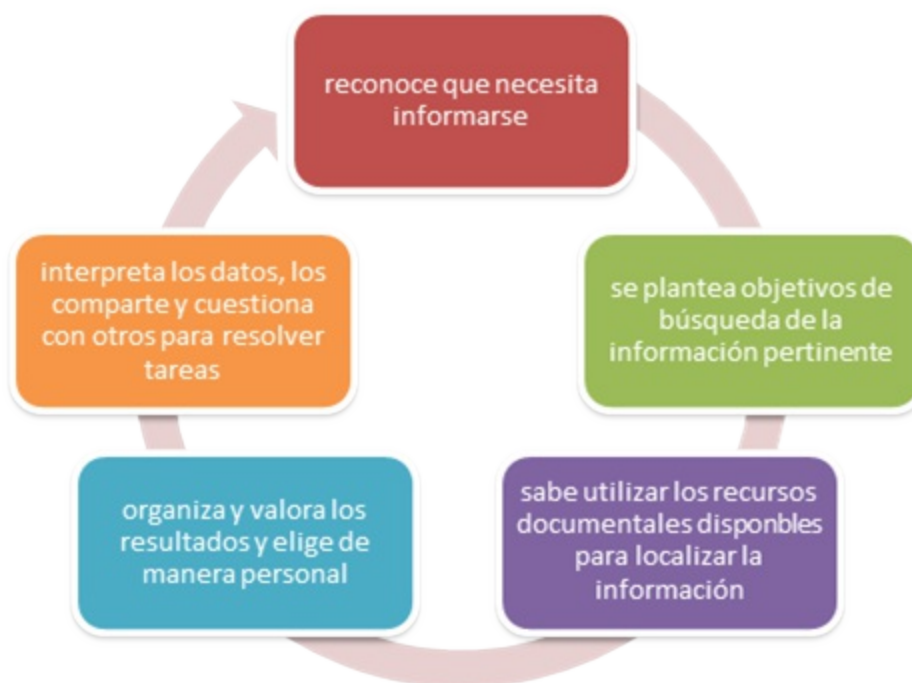 reconoce que necesita
informarse
se plantea objetivos de
búsqueda de la
información pertinente
sabe utilizar los recursos
documentales disponbles
para localizar la
información
organiza y valora los
resultados y elige de
manera personal
interpreta los datos, los
comparte y cuestiona
con otros para resolver
tareas